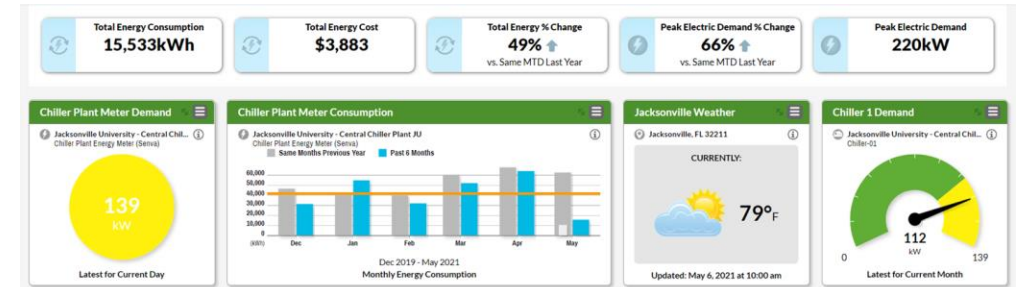 Total Energy Consumption
15,533kWh
Total Energy Cost
$3,883
Total Energy % Change
49%
vs. Same MTD Last Year
Peak Electric Demand % Change
66%
vs. Same MTD Last Year
Peak Electric Demand
220kW
Chiller Plant Meter Demand
Jacksonville University - Central Chil...
Chiller Plant Energy Meter (Senva)
139
kW
Latest for Current Day
Chiller Plant Meter Consumption
Jacksonville University - Central Chiller Plant JU
Chiller Plant Energy Meter (Senva)
Same Months Previous Year Past 6 Months
60,000
50,000
40,000
30,000
20,000
10,000
0
(kWh) Dec Jan Feb Mar Apr May
Dec 2019 - May 2021
Monthly Energy Consumption
Jacksonville Weather
Jacksonville, FL 32211
CURRENTLY:
79°F
Updated: May 6, 2021 at 10:00 am
Chiller 1 Demand
Jacksonville University - Central Chil...
Chiller-01
112
kW
0 139
Latest for Current Month